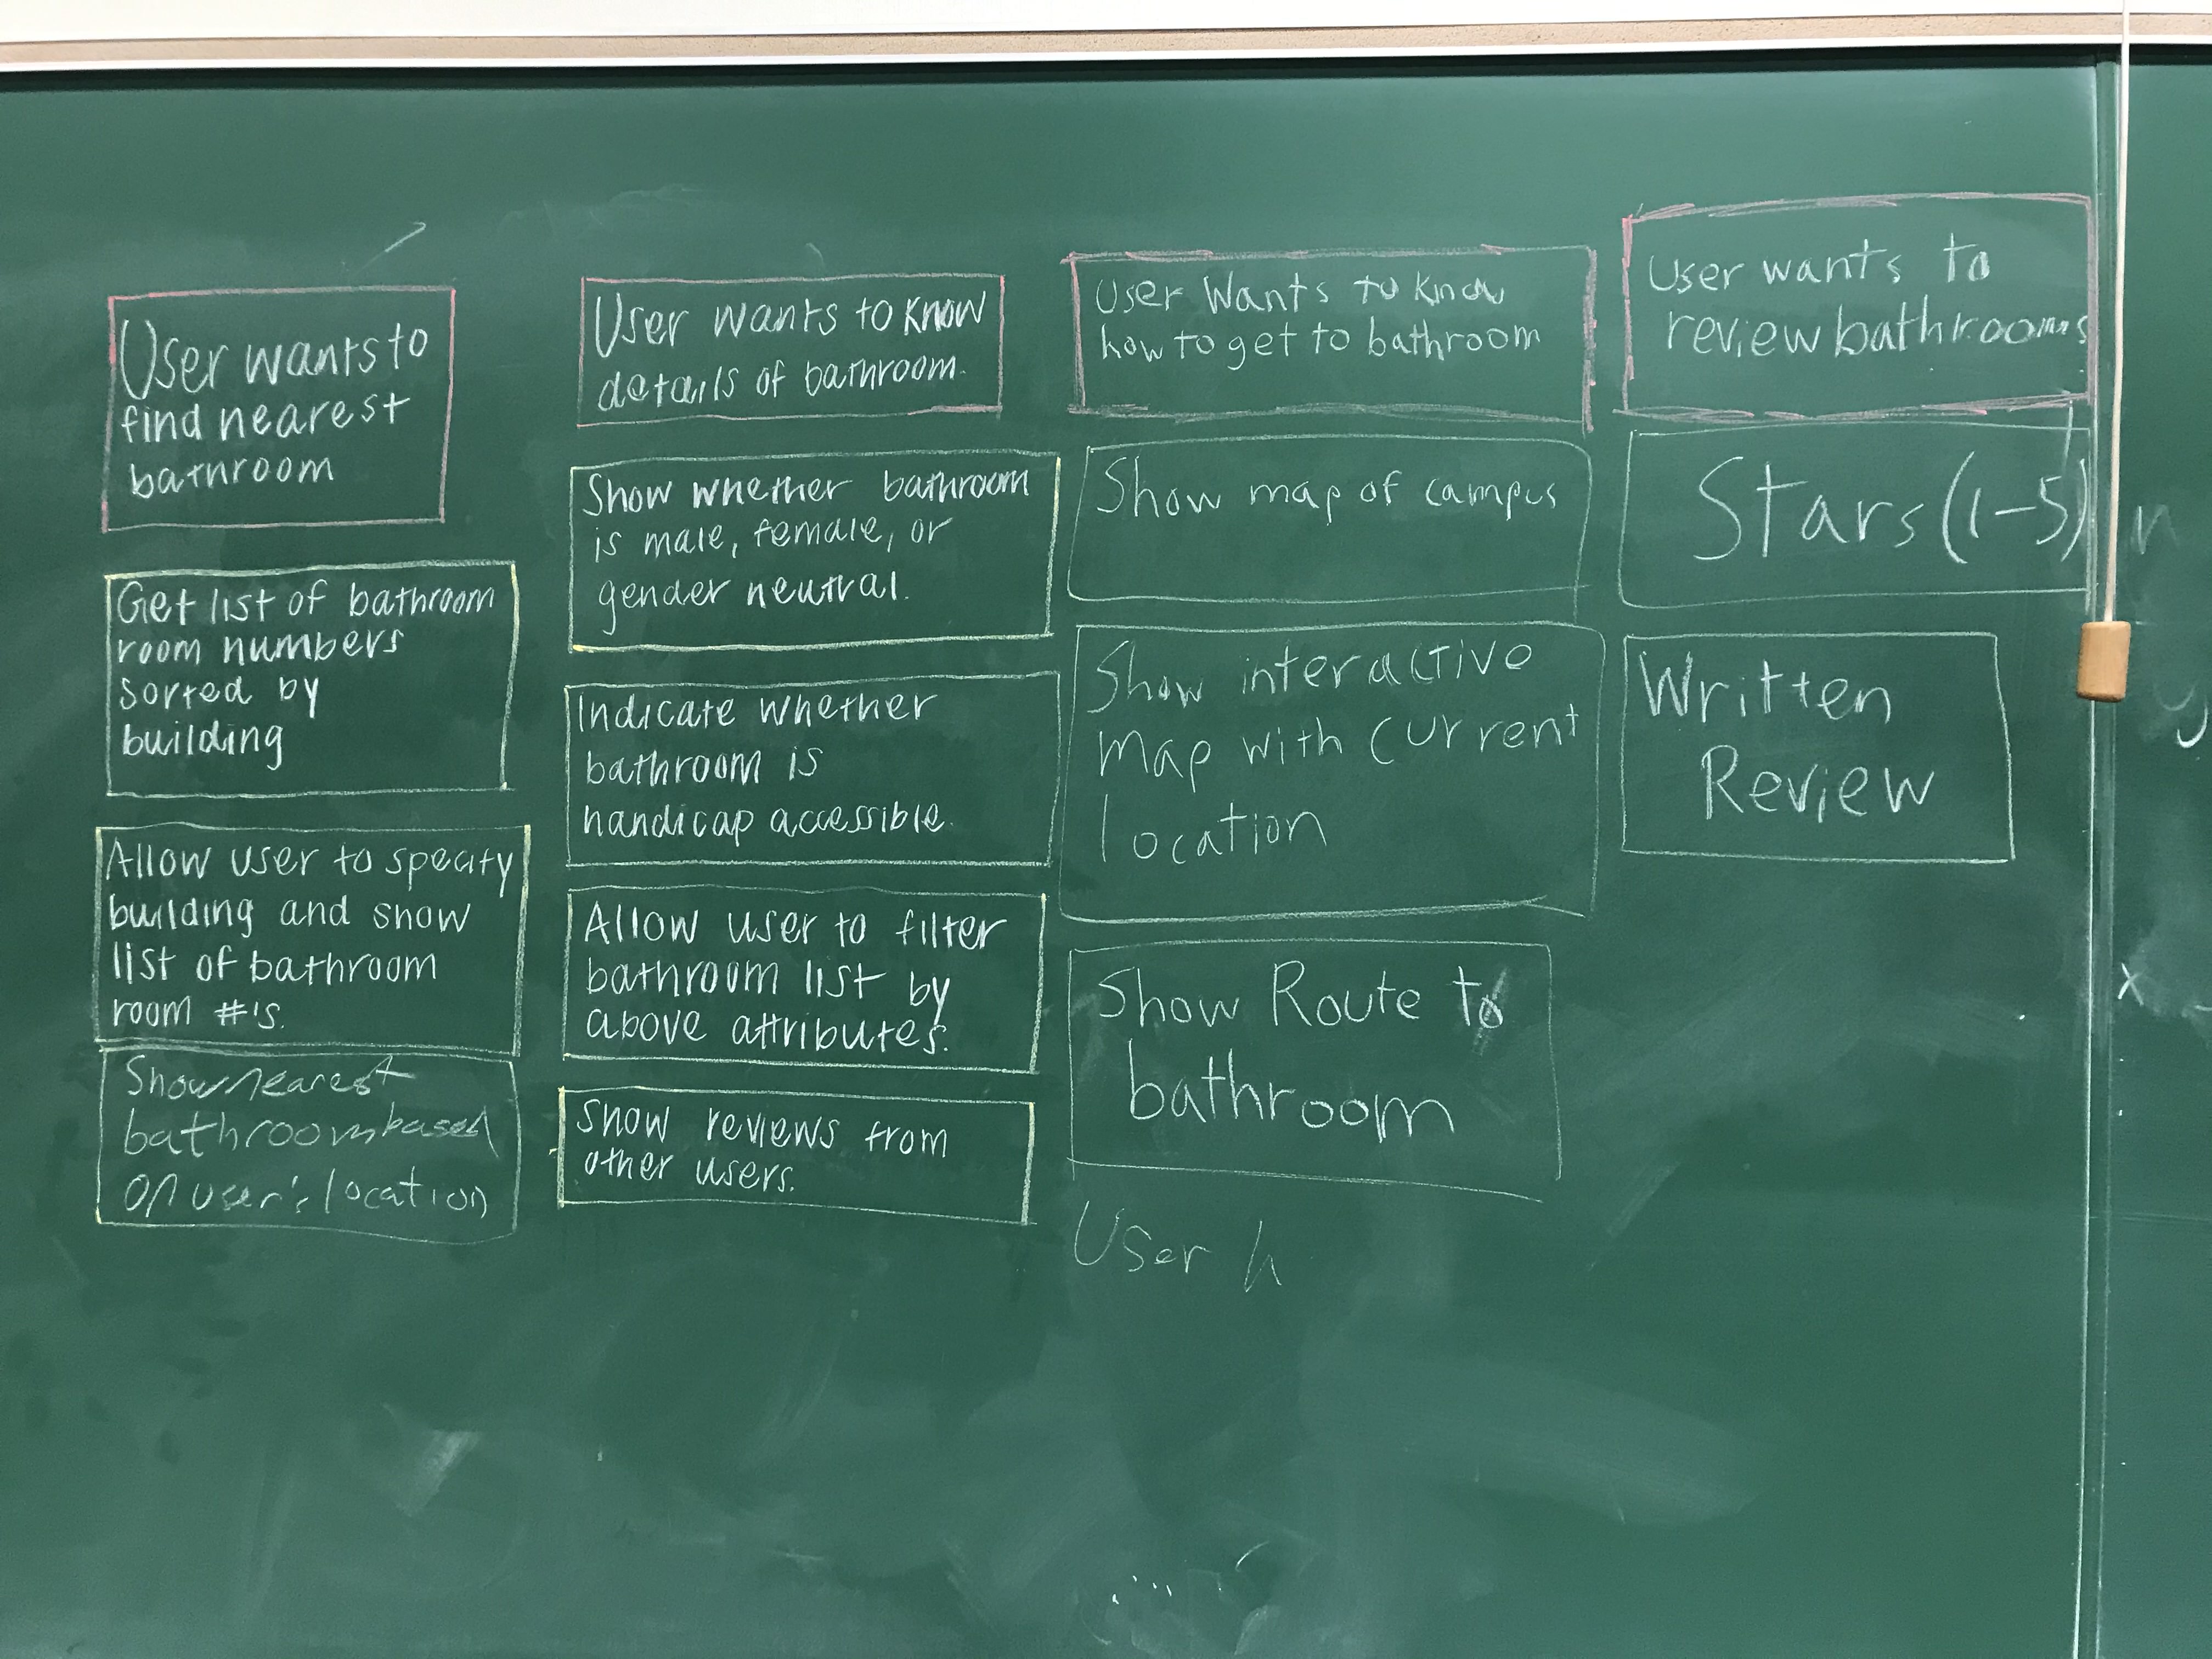 User wants to
find nearest
bathroom
Get list of bathroom
room numbers
sorted by
building
Allow user to specify
building and show
list of bathroom
room #'s.
Show nearest
bathroom based
on user's location
User wants to know
details of bathroom.
Show whether bathroom
is male, female, or
gender neutral.
Indicate whether
bathroom is
handicap accessible.
Allow user to filter
bathroom list by
above attributes.
Show reviews from
other users.
User Wants to know
how to get to bathroom
Show map of campus
Show interactive
map with current
location
Show Route to
bathroom
User h
User wants to
review bathrooms
Stars (1-5)
Written
Review
n
y
x